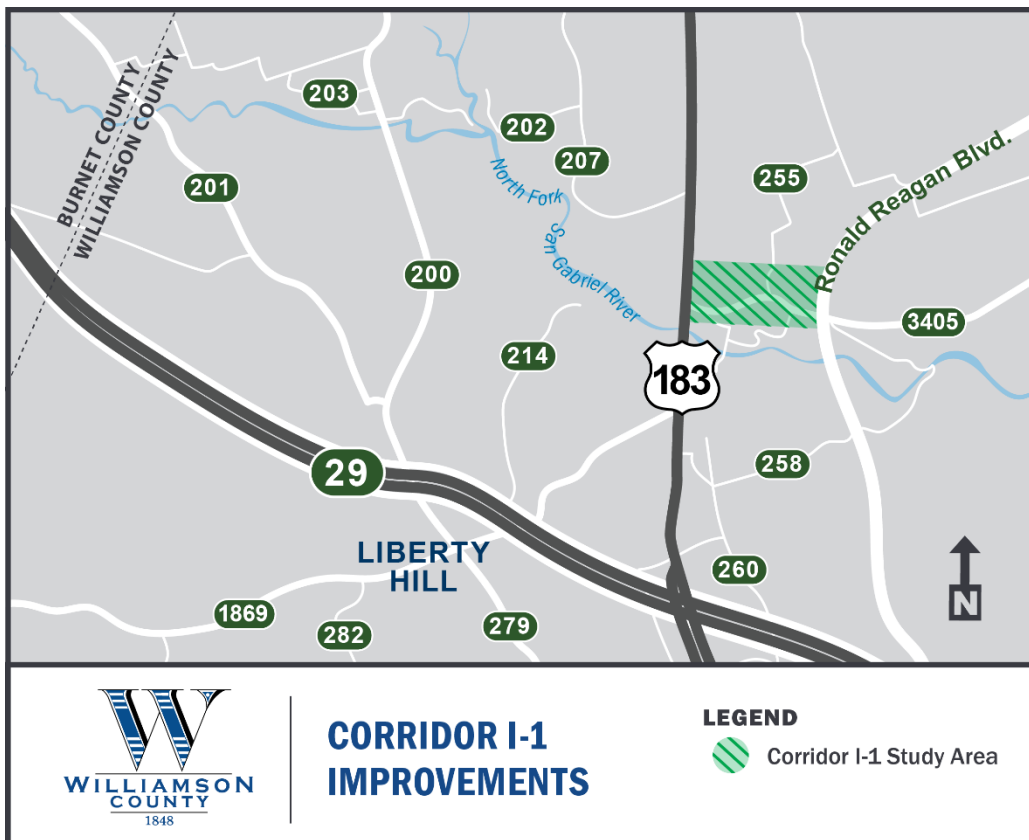 BURNET COUNTY
WILLIAMSON COUNTY
203
202
207
201
255
North Fork
San Gabriel River
Ronald Reagan Blvd.
200
3405
214
183
29
258
LIBERTY
HILL
260
1869
282
279
N
WILLIAMSON
COUNTY
1848
CORRIDOR I-1
IMPROVEMENTS
LEGEND
Corridor I-1 Study Area